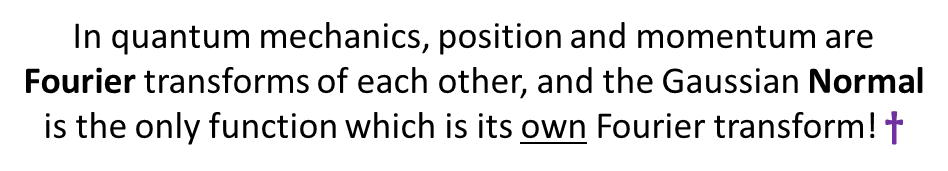 In quantum mechanics, position and momentum are
Fourier transforms of each other, and the Gaussian Normal
is the only function which is its own Fourier transform! †